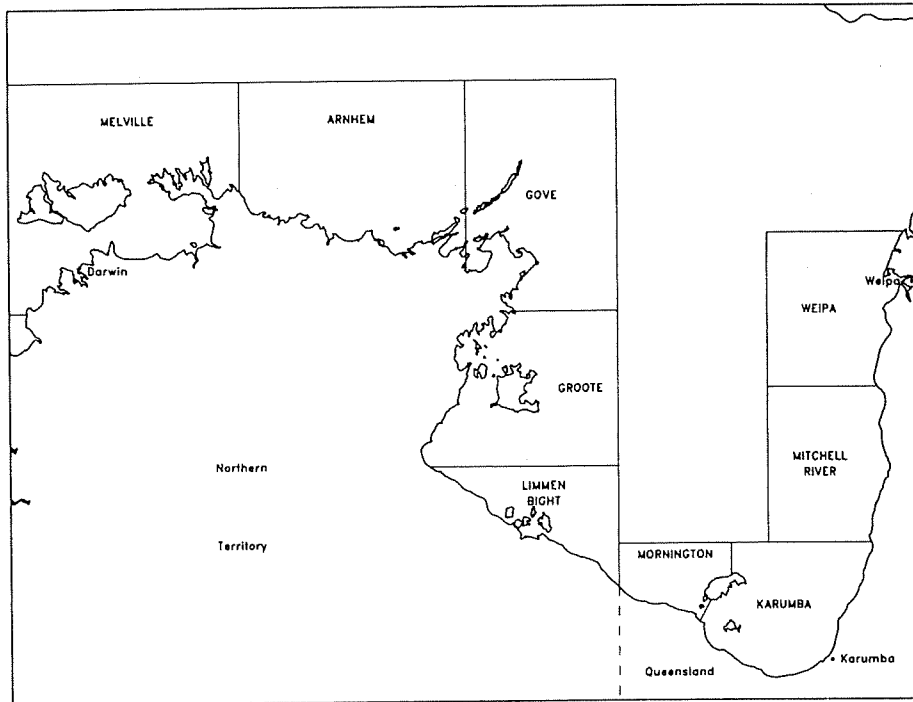 MELVILLE
ARNHEM
GOVE
Darwin
WEIPA
Weipa
GROOTE
MITCHELL
RIVER
Northern
LIMMEN
BIGHT
Territory
MORNINGTON
KARUMBA
Karumba
Queensland